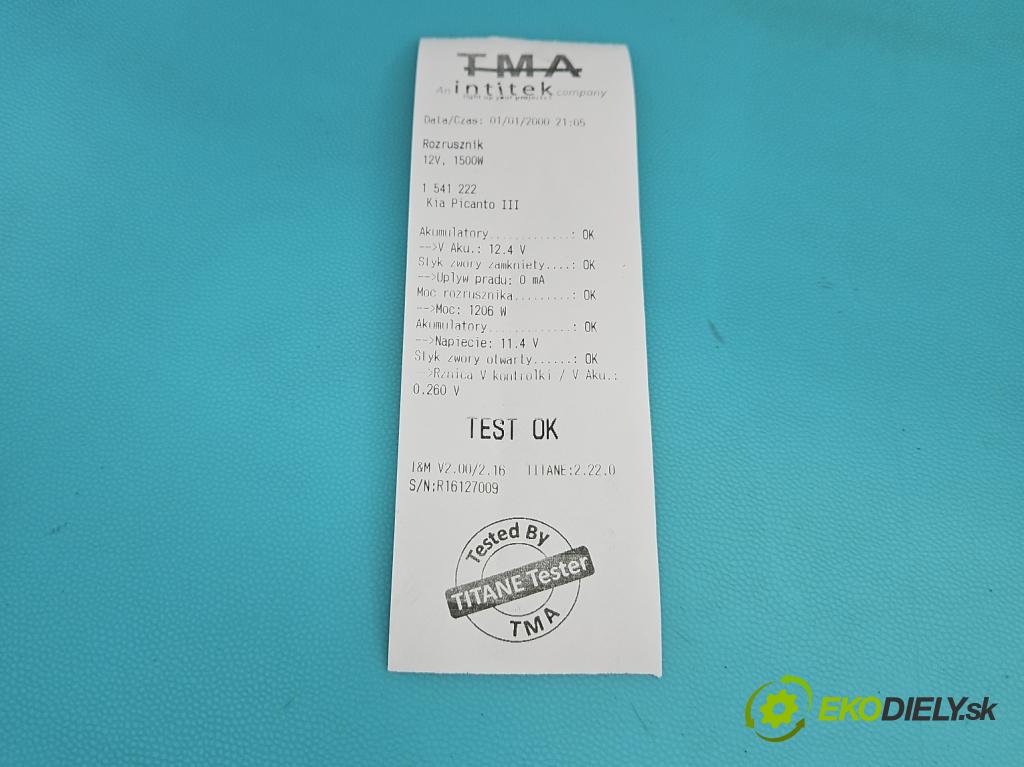 TMA
An intitek company
light up your projects!
Data/Czas: 01/01/2000 21:05
Rozrusznik
12V, 1500W
1 541 222
Kia Picanto III
Akumulatory............: OK
-->V Aku.: 12.4 V
Styk zwory zamkniety....: OK
-->Uplyw pradu: 0 mA
Moc rozrusznika.........: OK
-->Moc: 1206 W
Akumulatory............: OK
-->Napiecie: 11.4 V
Styk zwory otwarty......: OK
-->Rznica V kontrolki / V Aku.:
0.260 V
TEST OK
I&M V2.00/2.16 TITANE:2.22.0
S/N:R16127009
Tested By
TITANE Tester
TMA
EKODIELY.sk